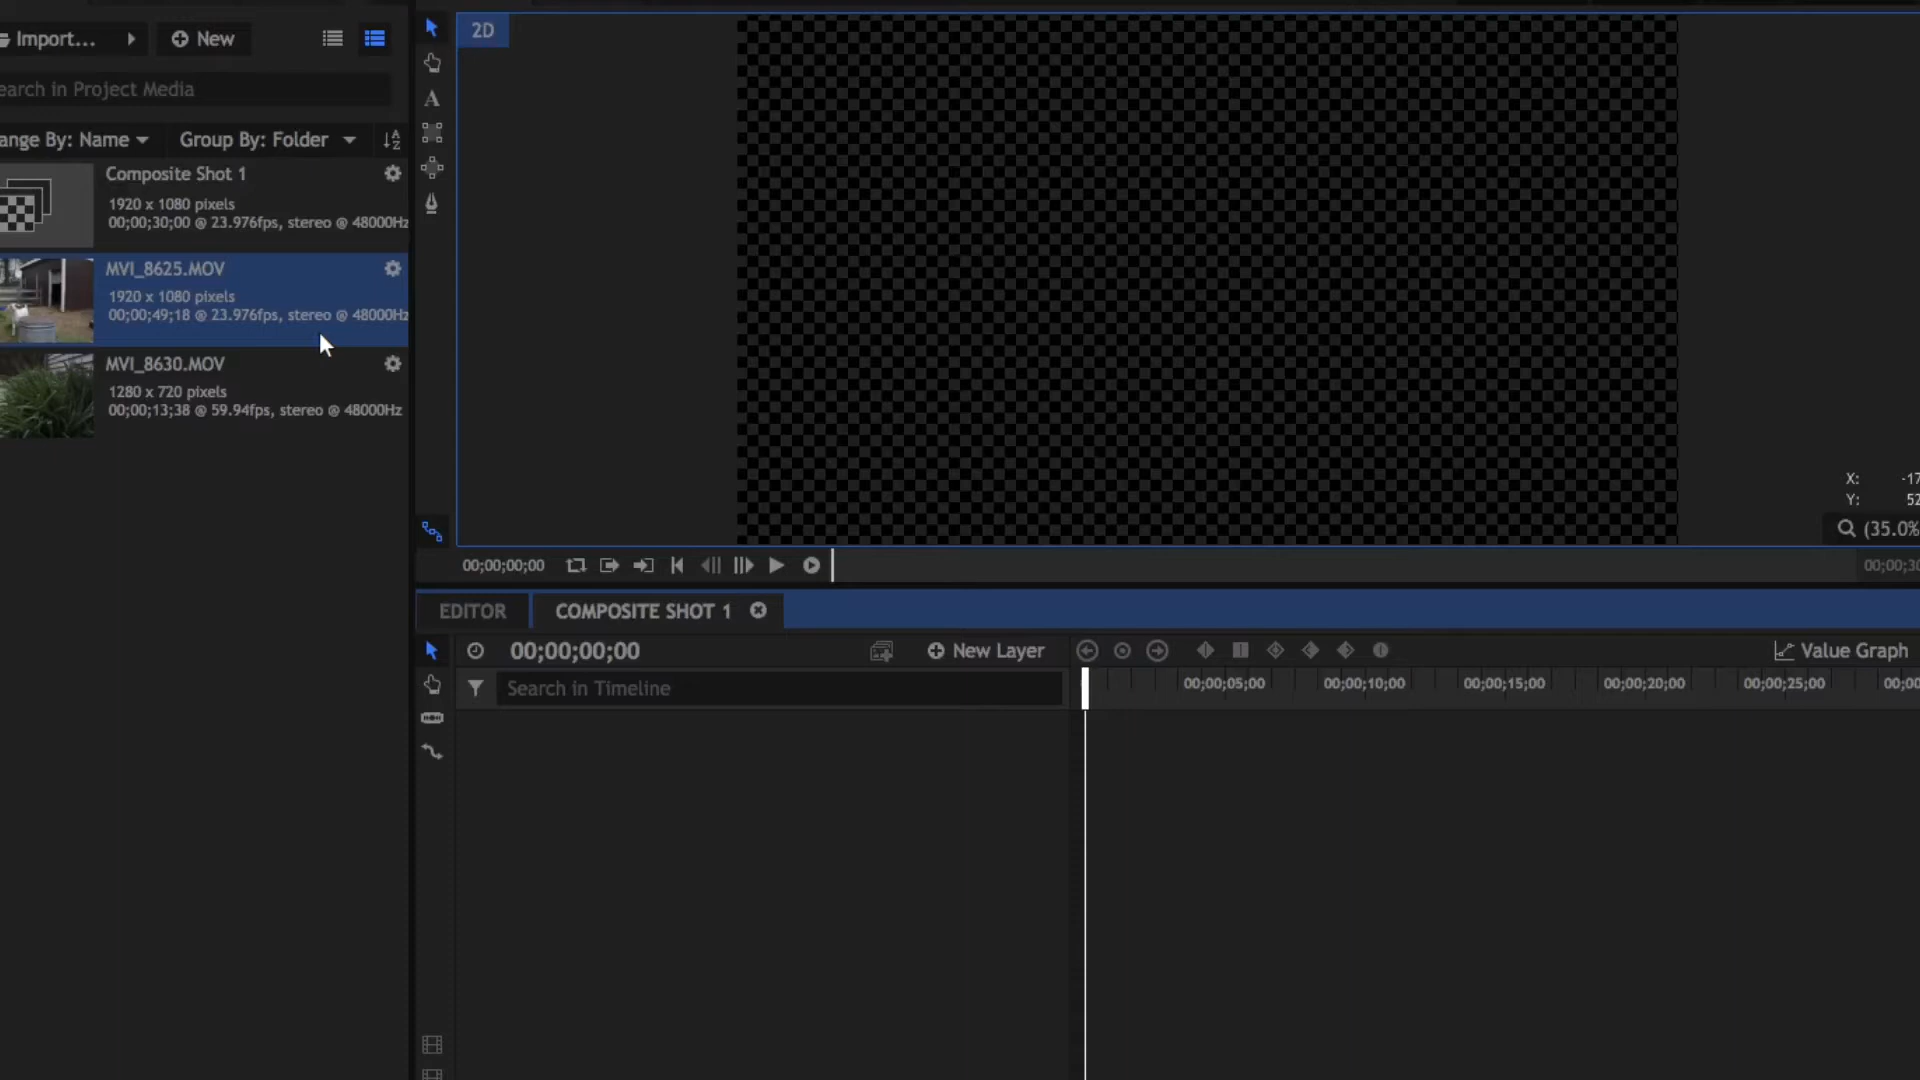 Import...
New
2D
earch in Project Media
ange By: Name
Group By: Folder
Composite Shot 1
1920 x 1080 pixels
00;00;30;00 @ 23.976fps, stereo @ 48000Hz
MVI_8625.MOV
1920 x 1080 pixels
00;00;49;18 @ 23.976fps, stereo @ 48000Hz
MVI_8630.MOV
1280 x 720 pixels
00;00;13;38 @ 59.94fps, stereo @ 48000Hz
X: -17
Y: 52
(35.0%
00;00;00;00
00;00;30
EDITOR
COMPOSITE SHOT 1
00;00;00;00
New Layer
Value Graph
Search in Timeline
00;00;05;00
00;00;10;00
00;00;15;00
00;00;20;00
00;00;25;00
00;00